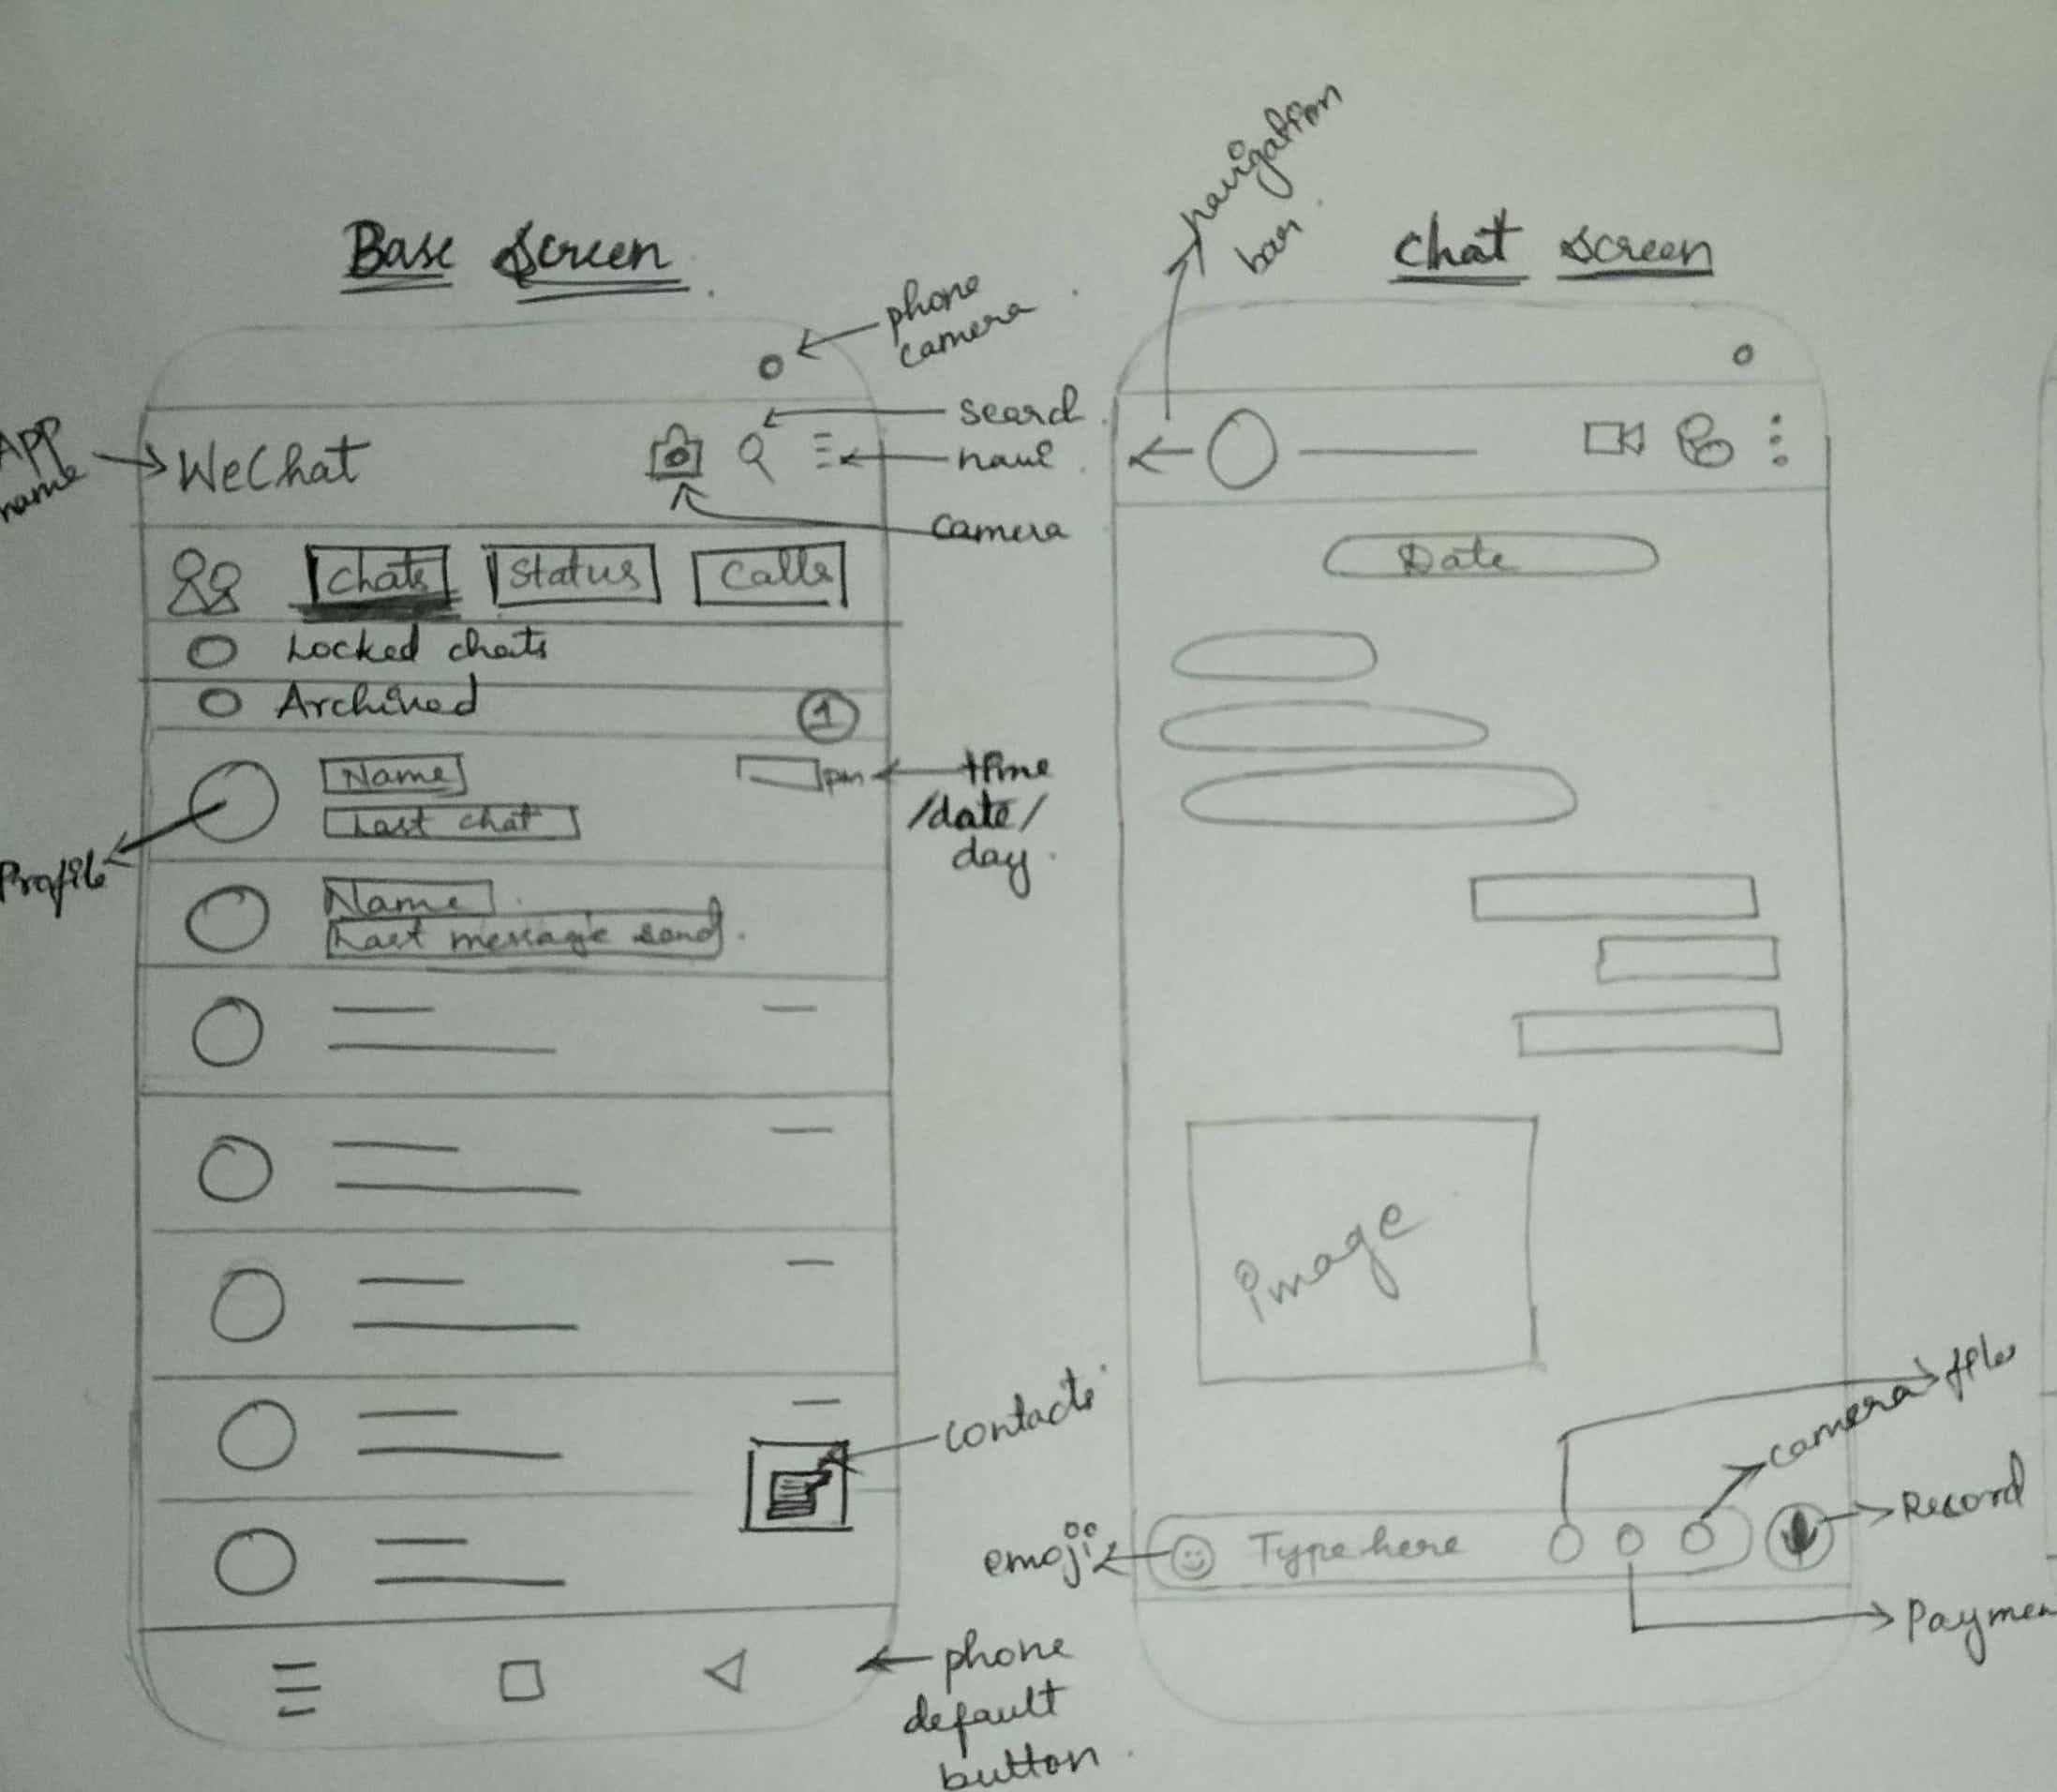 Base Screen
phone
camera
App
name
WeChat
search
camera
Chats
Status
Calls
Locked chats
Archived
1
Name
Last chat
pm
time
/date/
day
Profile
Name
Last message send
contacts
phone
default
button
navigation
bar
Chat Screen
Date
image
emoji
Type here
camera
Record
Paymen